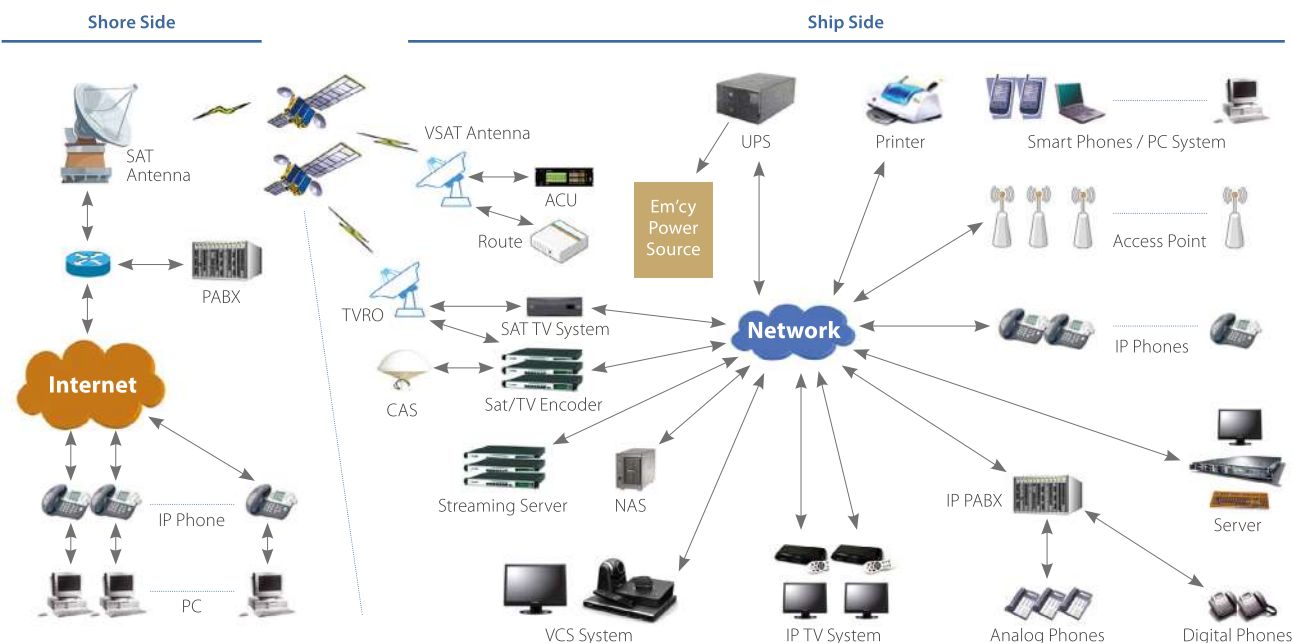 Shore Side
Ship Side
SAT
Antenna
PABX
Internet
IP Phone
PC
VSAT Antenna
ACU
Route
TVRO
SAT TV System
CAS
Sat/TV Encoder
UPS
Em'cy
Power
Source
Printer
Smart Phones / PC System
Access Point
Network
IP Phones
Streaming Server
NAS
IP PABX
Server
VCS System
IP TV System
Analog Phones
Digital Phones